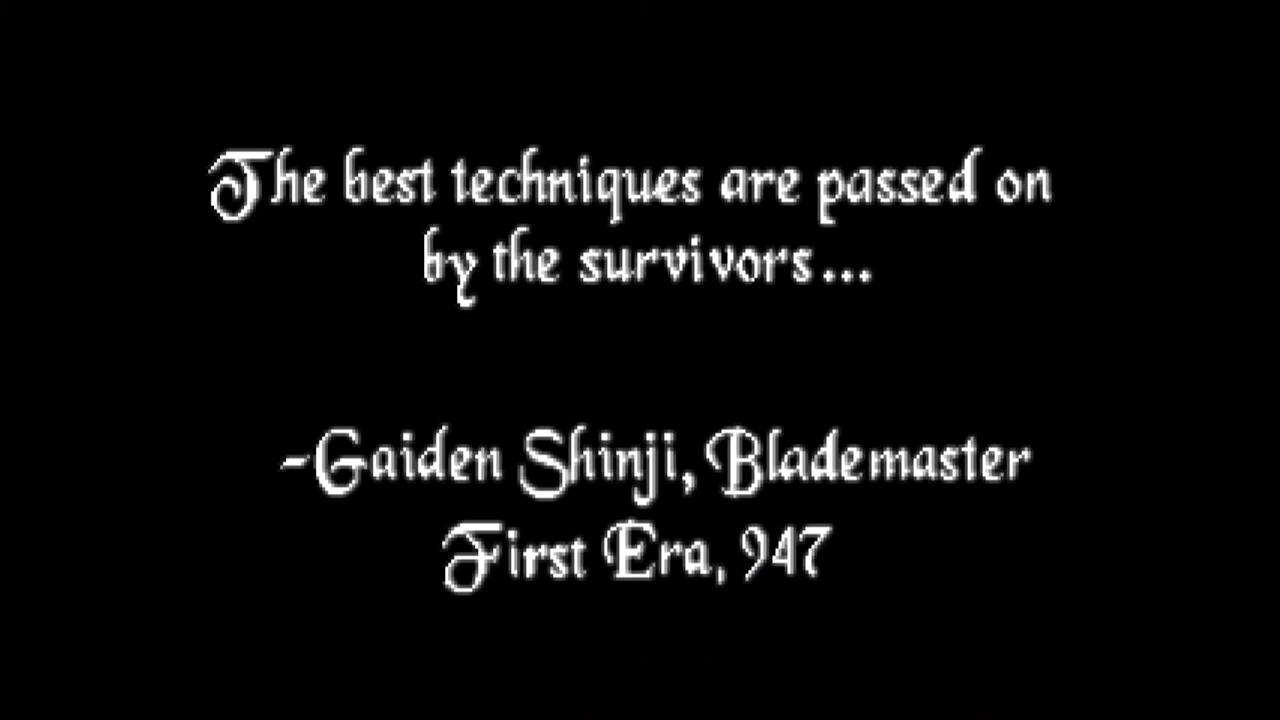 The best techniques are passed on
by the survivors...
-Gaiden Shinji, Blademaster
First Era, 947